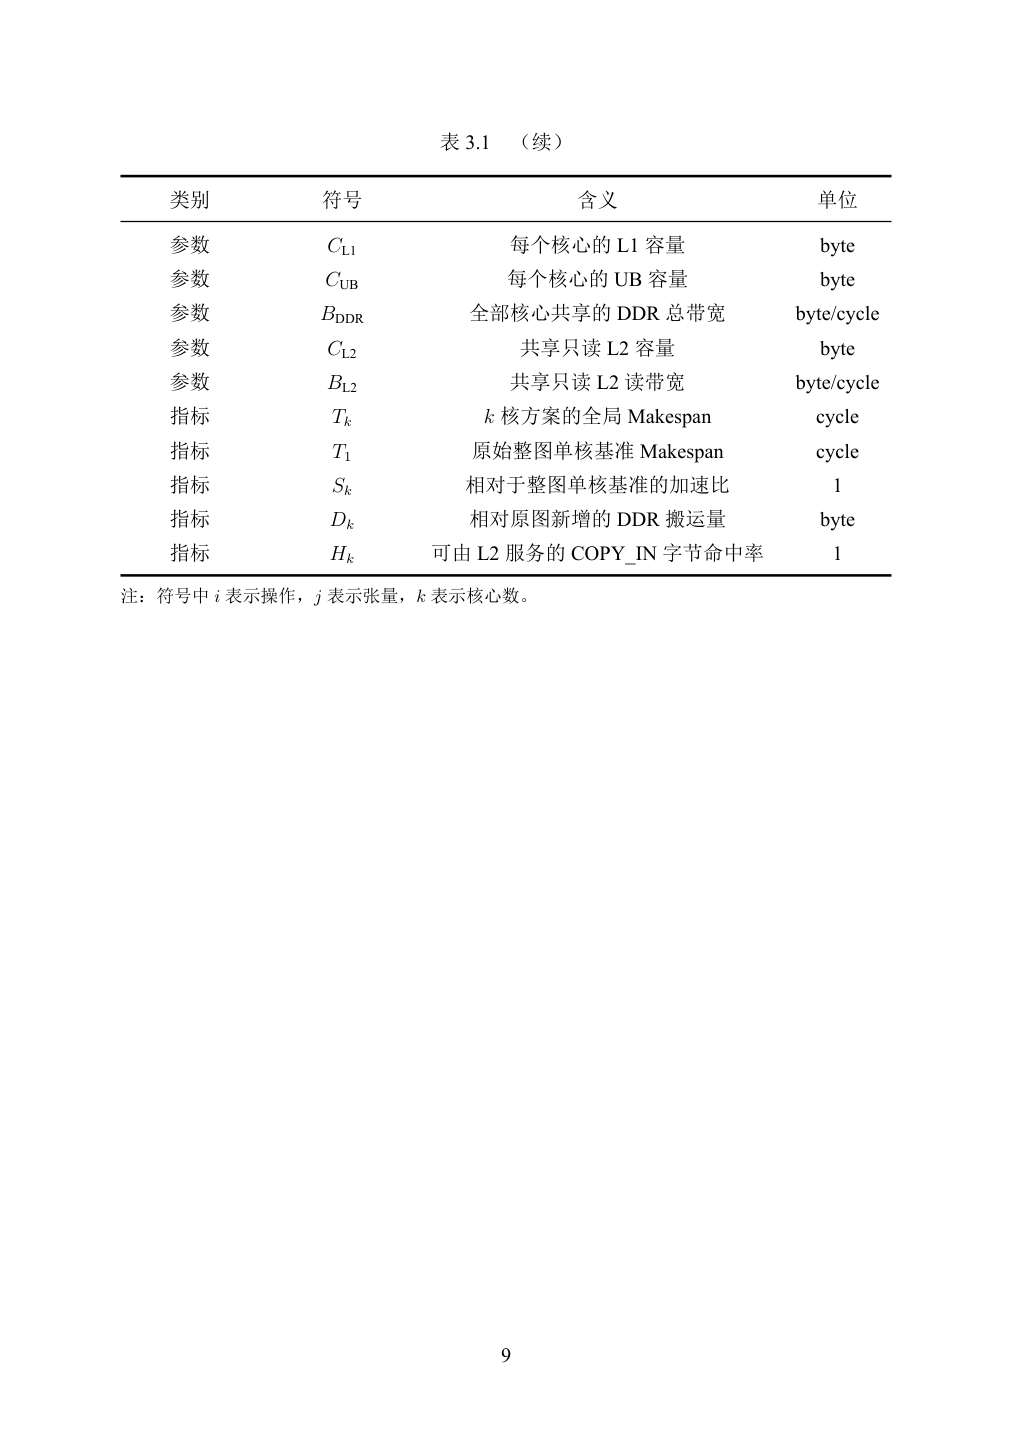 表 3.1 （续）
类别 符号 含义 单位
参数 C_L1 每个核心的 L1 容量 byte
参数 C_UB 每个核心的 UB 容量 byte
参数 B_DDR 全部核心共享的 DDR 总带宽 byte/cycle
参数 C_L2 共享只读 L2 容量 byte
参数 B_L2 共享只读 L2 读带宽 byte/cycle
指标 T_k k 核方案的全局 Makespan cycle
指标 T_1 原始整图单核基准 Makespan cycle
指标 S_k 相对于整图单核基准的加速比 1
指标 D_k 相对原图新增的 DDR 搬运量 byte
指标 H_k 可由 L2 服务的 COPY_IN 字节命中率 1
注：符号中 i 表示操作，j 表示张量，k 表示核心数。
9